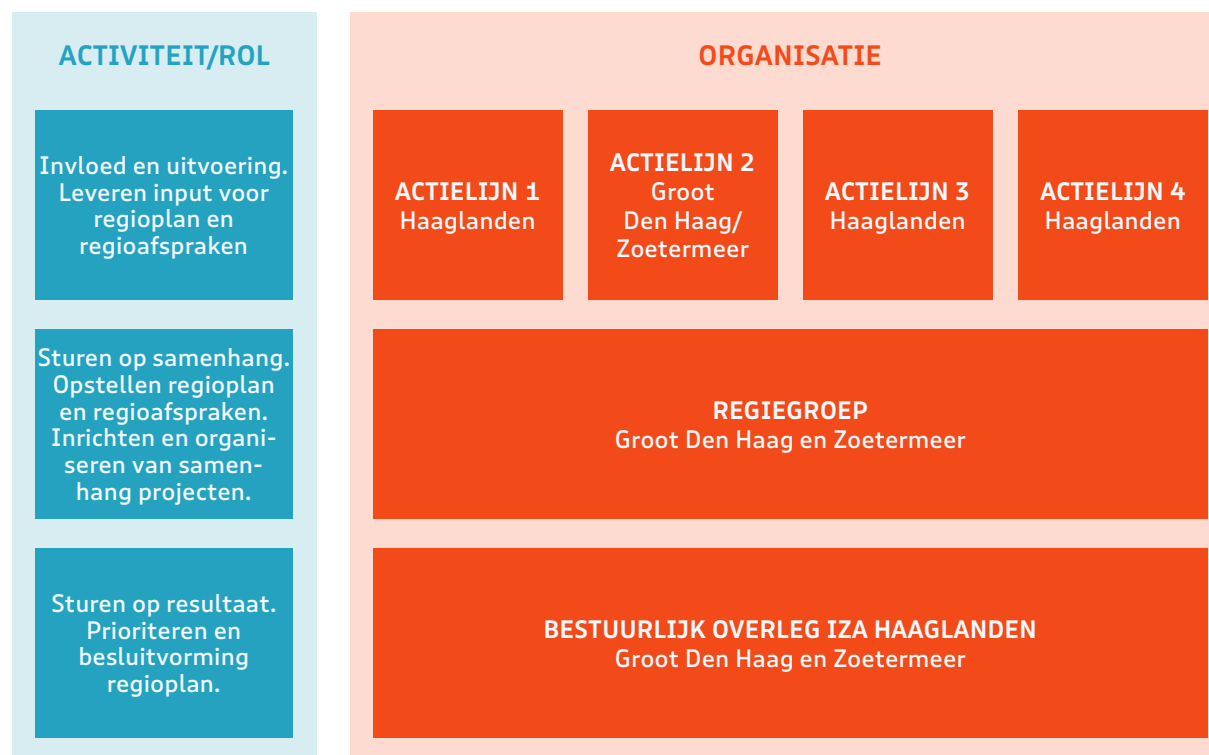 ACTIVITEIT/ROL
ORGANISATIE
Invloed en uitvoering.
Leveren input voor
regioplan en
regioafspraken
ACTIELIJN 1
Haaglanden
ACTIELIJN 2
Groot
Den Haag/
Zoetermeer
ACTIELIJN 3
Haaglanden
ACTIELIJN 4
Haaglanden
Sturen op samenhang.
Opstellen regioplan
en regioafspraken.
Inrichten en organi-
seren van samen-
hang projecten.
REGIEGROEP
Groot Den Haag en Zoetermeer
Sturen op resultaat.
Prioriteren en
besluitvorming
regioplan.
BESTUURLIJK OVERLEG IZA HAAGLANDEN
Groot Den Haag en Zoetermeer